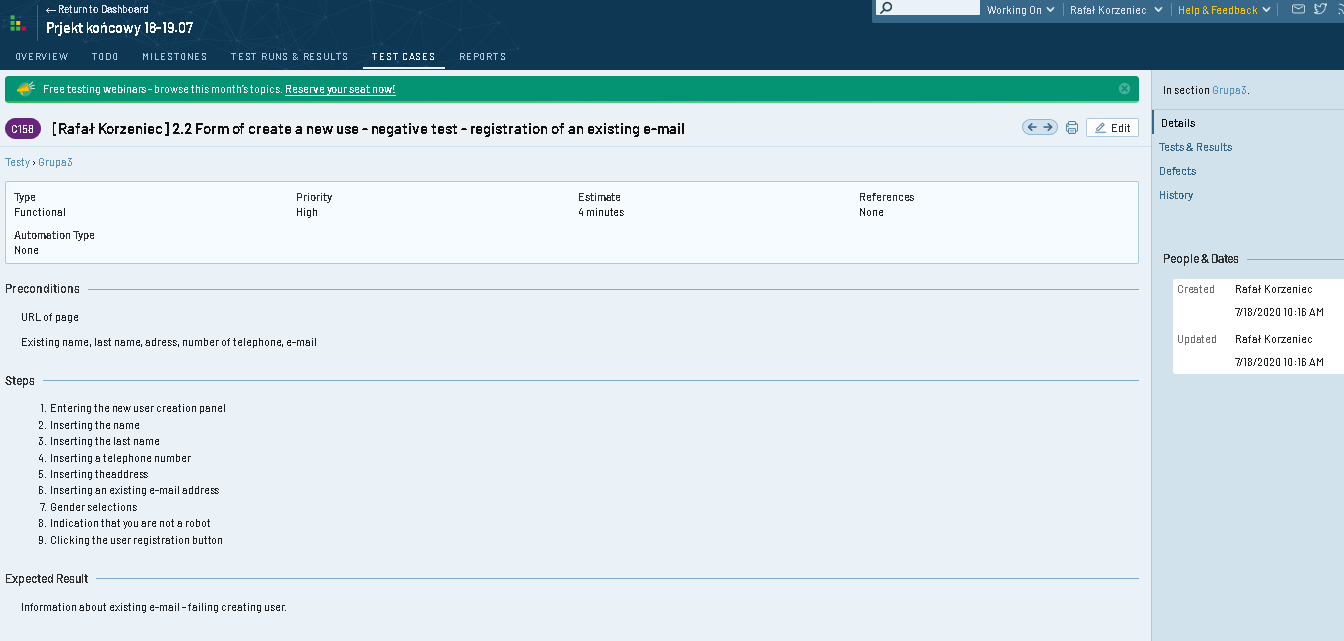 ← Return to Dashboard
Prjekt końcowy 18-19.07
Working On
Rafał Korzeniec
Help & Feedback
OVERVIEW TODO MILESTONES TEST RUNS & RESULTS TEST CASES REPORTS
Free testing webinars - browse this month's topics. Reserve your seat now!
C158 [Rafał Korzeniec] 2.2 Form of create a new use - negative test - registration of an existing e-mail
Edit
Testy › Grupa3
Type Priority Estimate References
Functional High 4 minutes None
Automation Type
None
Preconditions
URL of page
Existing name, last name, adress, number of telephone, e-mail
Steps
1. Entering the new user creation panel
2. Inserting the name
3. Inserting the last name
4. Inserting a telephone number
5. Inserting theaddress
6. Inserting an existing e-mail address
7. Gender selections
8. Indication that you are not a robot
9. Clicking the user registration button
Expected Result
Information about existing e-mail - failing creating user.
In section Grupa3.
Details
Tests & Results
Defects
History
People & Dates
Created Rafał Korzeniec
7/18/2020 10:16 AM
Updated Rafał Korzeniec
7/18/2020 10:16 AM